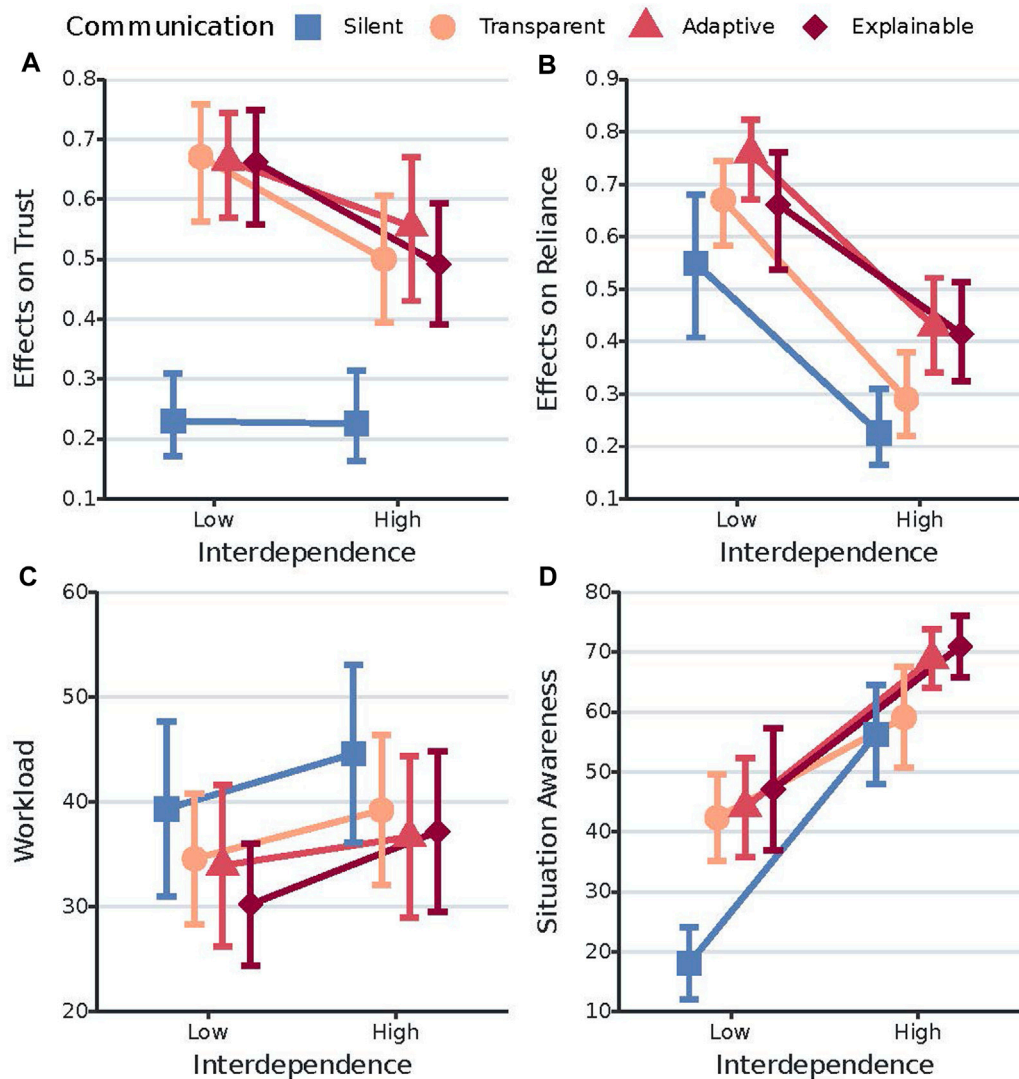 Communication Silent Transparent Adaptive Explainable
A
0.8
0.7
0.6
0.5
0.4
0.3
0.2
0.1
Effects on Trust
Low High
Interdependence
B
0.9
0.8
0.7
0.6
0.5
0.4
0.3
0.2
0.1
Effects on Reliance
Low High
Interdependence
C
60
50
40
30
20
Workload
Low High
Interdependence
D
80
70
60
50
40
30
20
10
Situation Awareness
Low High
Interdependence